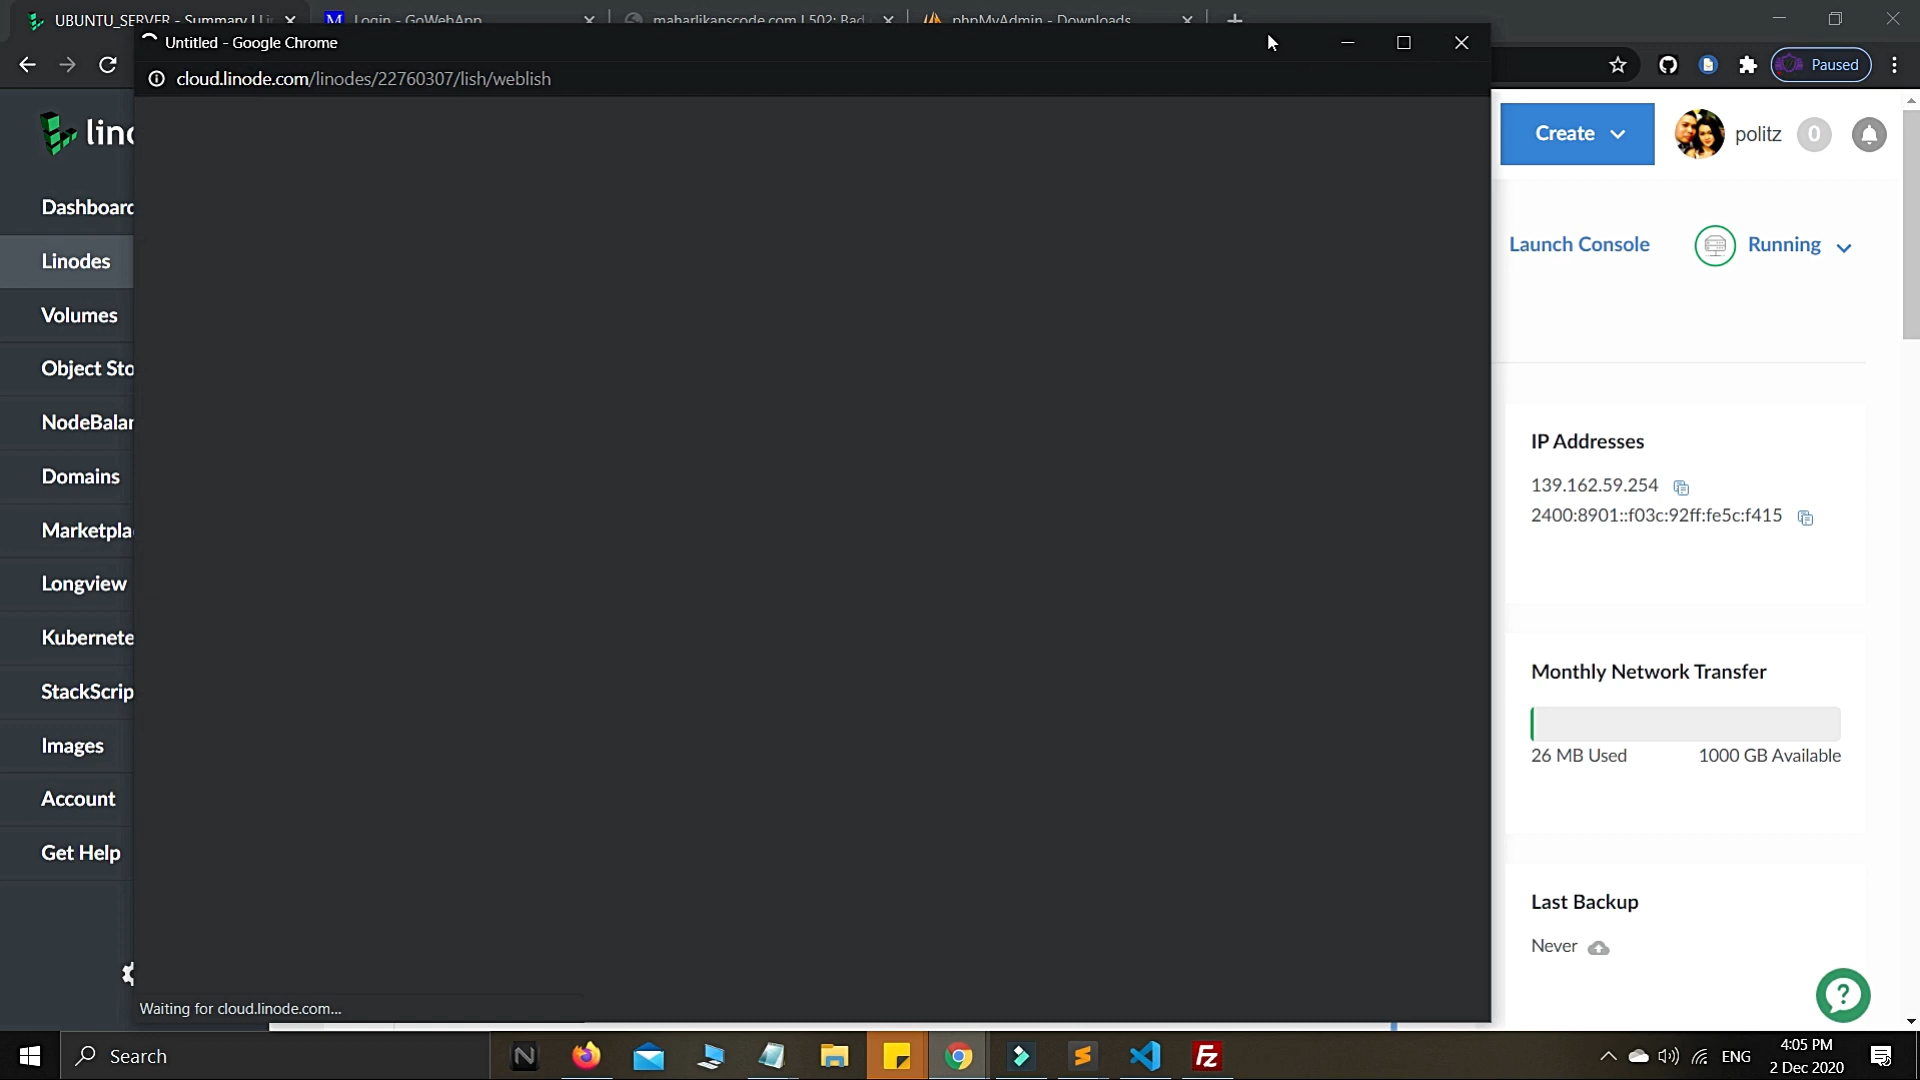 UBUNTU_SERVER - Summary | Lin
Login - GoWebApp
maharlikanscode.com | 502: Bad
phpMyAdmin - Downloads
Untitled - Google Chrome
cloud.linode.com/linodes/22760307/lish/weblish
Paused
lino
Create
politz
0
Dashboard
Linodes
Launch Console
Running
Volumes
Object Sto
NodeBalan
IP Addresses
139.162.59.254
2400:8901::f03c:92ff:fe5c:f415
Domains
Marketpla
Longview
Kubernete
Monthly Network Transfer
26 MB Used
1000 GB Available
StackScrip
Images
Account
Get Help
Last Backup
Never
Waiting for cloud.linode.com...
Search
ENG
4:05 PM
2 Dec 2020